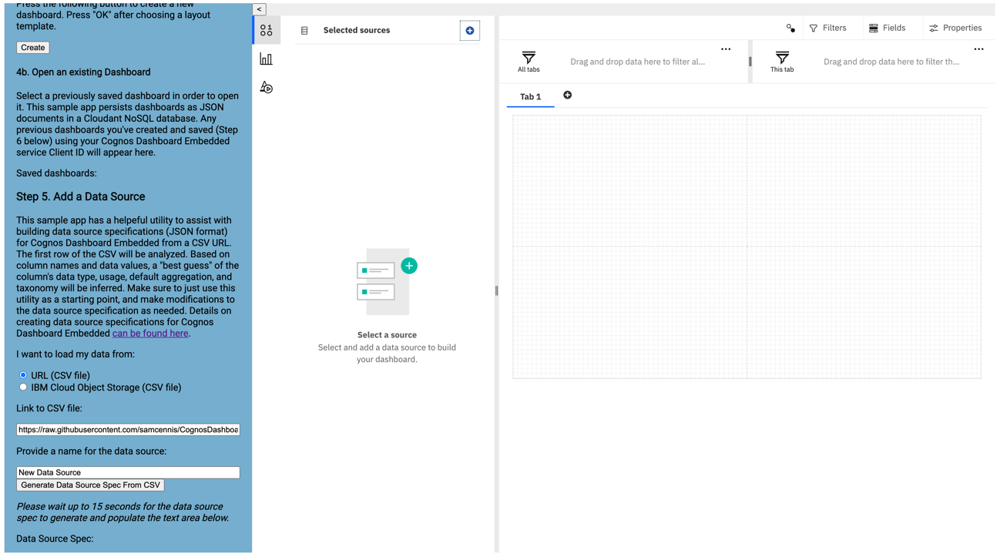 Press the following button to create a new
dashboard. Press "OK" after choosing a layout
template.
Create
4b. Open an existing Dashboard
Select a previously saved dashboard in order to open
it. This sample app persists dashboards as JSON
documents in a Cloudant NoSQL database. Any
previous dashboards you've created and saved (Step
6 below) using your Cognos Dashboard Embedded
service Client ID will appear here.
Saved dashboards:
Step 5. Add a Data Source
This sample app has a helpful utility to assist with
building data source specifications (JSON format)
for Cognos Dashboard Embedded from a CSV URL.
The first row of the CSV will be analyzed. Based on
column names and data values, a "best guess" of the
column's data type, usage, default aggregation, and
taxonomy will be inferred. Make sure to just use this
utility as a starting point, and make modifications to
the data source specification as needed. Details on
creating data source specifications for Cognos
Dashboard Embedded can be found here.
I want to load my data from:
URL (CSV file)
IBM Cloud Object Storage (CSV file)
Link to CSV file:
https://raw.githubusercontent.com/samcennis/CognosDashboa
Provide a name for the data source:
New Data Source
Generate Data Source Spec From CSV
Please wait up to 15 seconds for the data source
spec to generate and populate the text area below.
Data Source Spec:
<
Selected sources
Select a source
Select and add a data source to build
your dashboard.
Filters
Fields
Properties
All tabs
Drag and drop data here to filter al...
This tab
Drag and drop data here to filter th...
Tab 1